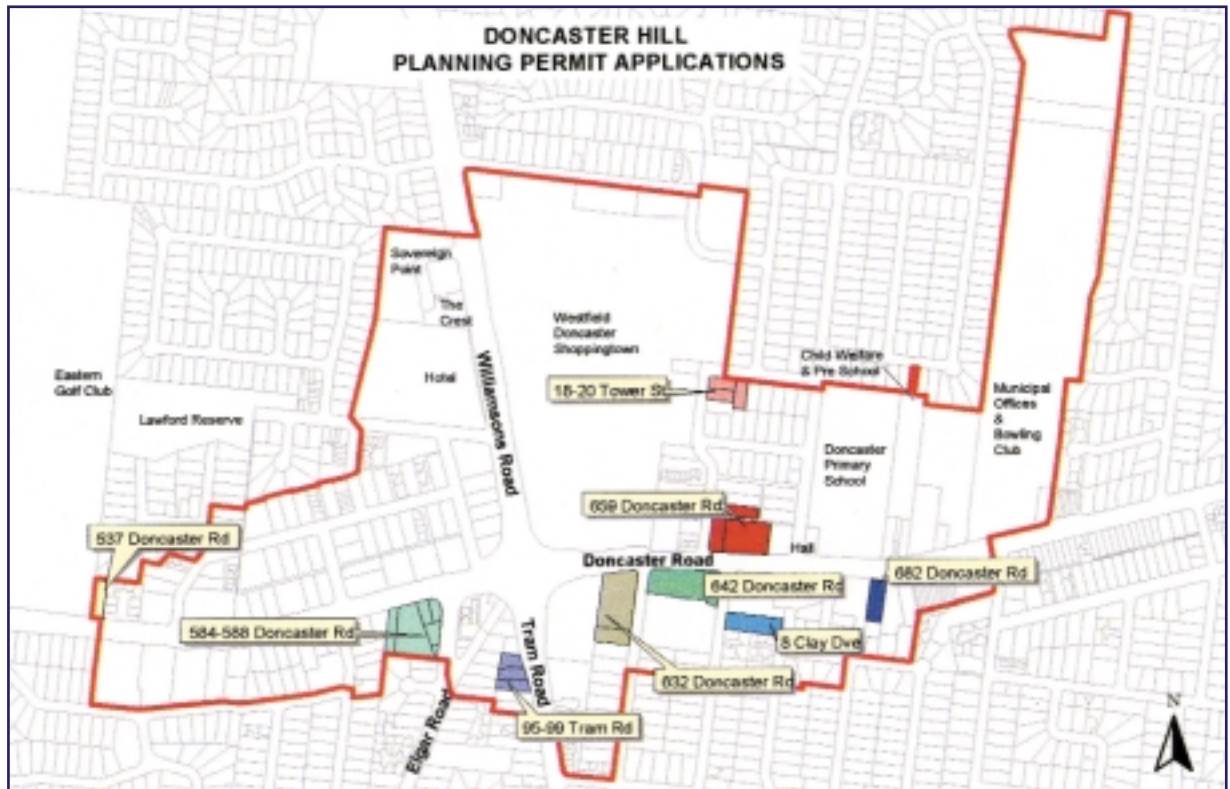 DONCASTER HILL
PLANNING PERMIT APPLICATIONS
Sovereign
Point
The
Crest
Westfield
Doncaster
Shoppingtown
Hotel
Williamsons Road
Eastern
Golf Club
Lawford Reserve
18-20 Tower St
Child Welfare
& Pre School
Municipal
Offices
&
Bowling
Club
Doncaster
Primary
School
659 Doncaster Rd
Hall
537 Doncaster Rd
Doncaster Road
642 Doncaster Rd
682 Doncaster Rd
584-588 Doncaster Rd
8 Clay Dve
Tram Road
632 Doncaster Rd
95-99 Tram Rd
Elgar Road
N